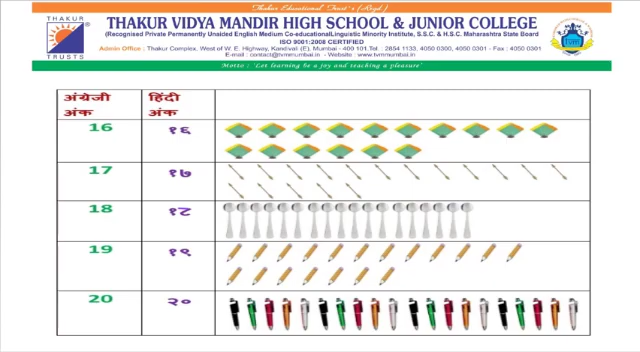 Thakur Educational Trust's (Regd.)
THAKUR
TRUSTS
THAKUR VIDYA MANDIR HIGH SCHOOL & JUNIOR COLLEGE
(Recognised Private Permanently Unaided English Medium Co-educational,Linguistic Minority Institute, S.S.C. & H.S.C. Maharashtra State Board
ISO 9001:2008 CERTIFIED
Admin Office : Thakur Complex, West of W. E. Highway, Kandivali (E), Mumbai - 400 101.Tel. : 2854 1133, 4050 0300, 4050 0301 - Fax : 4050 0301
E-mail : contact@tvmmumbai.in - Website : www.tvmmumbai.in
Motto : "Let learning be a joy and teaching a pleasure"
अंग्रेजी अंक
हिंदी अंक
16 १६
17 १७
18 १८
19 १९
20 २०